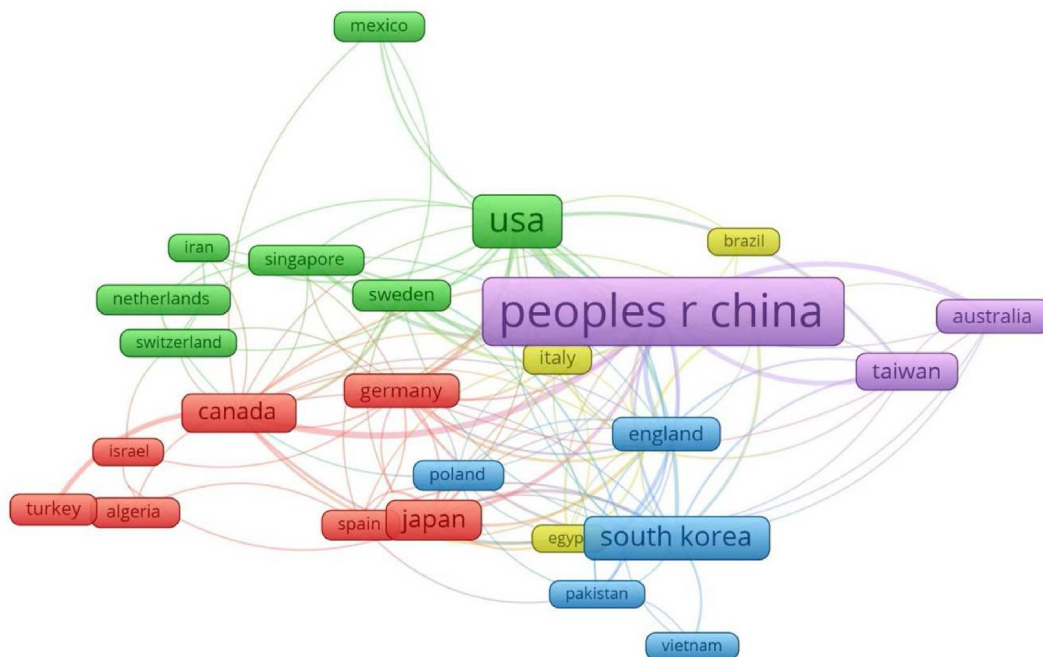 mexico
usa
brazil
iran
singapore
sweden
netherlands
peoples r china
australia
switzerland
italy
taiwan
germany
canada
england
israel
poland
turkey
algeria
spain
japan
egyp
south korea
pakistan
vietnam